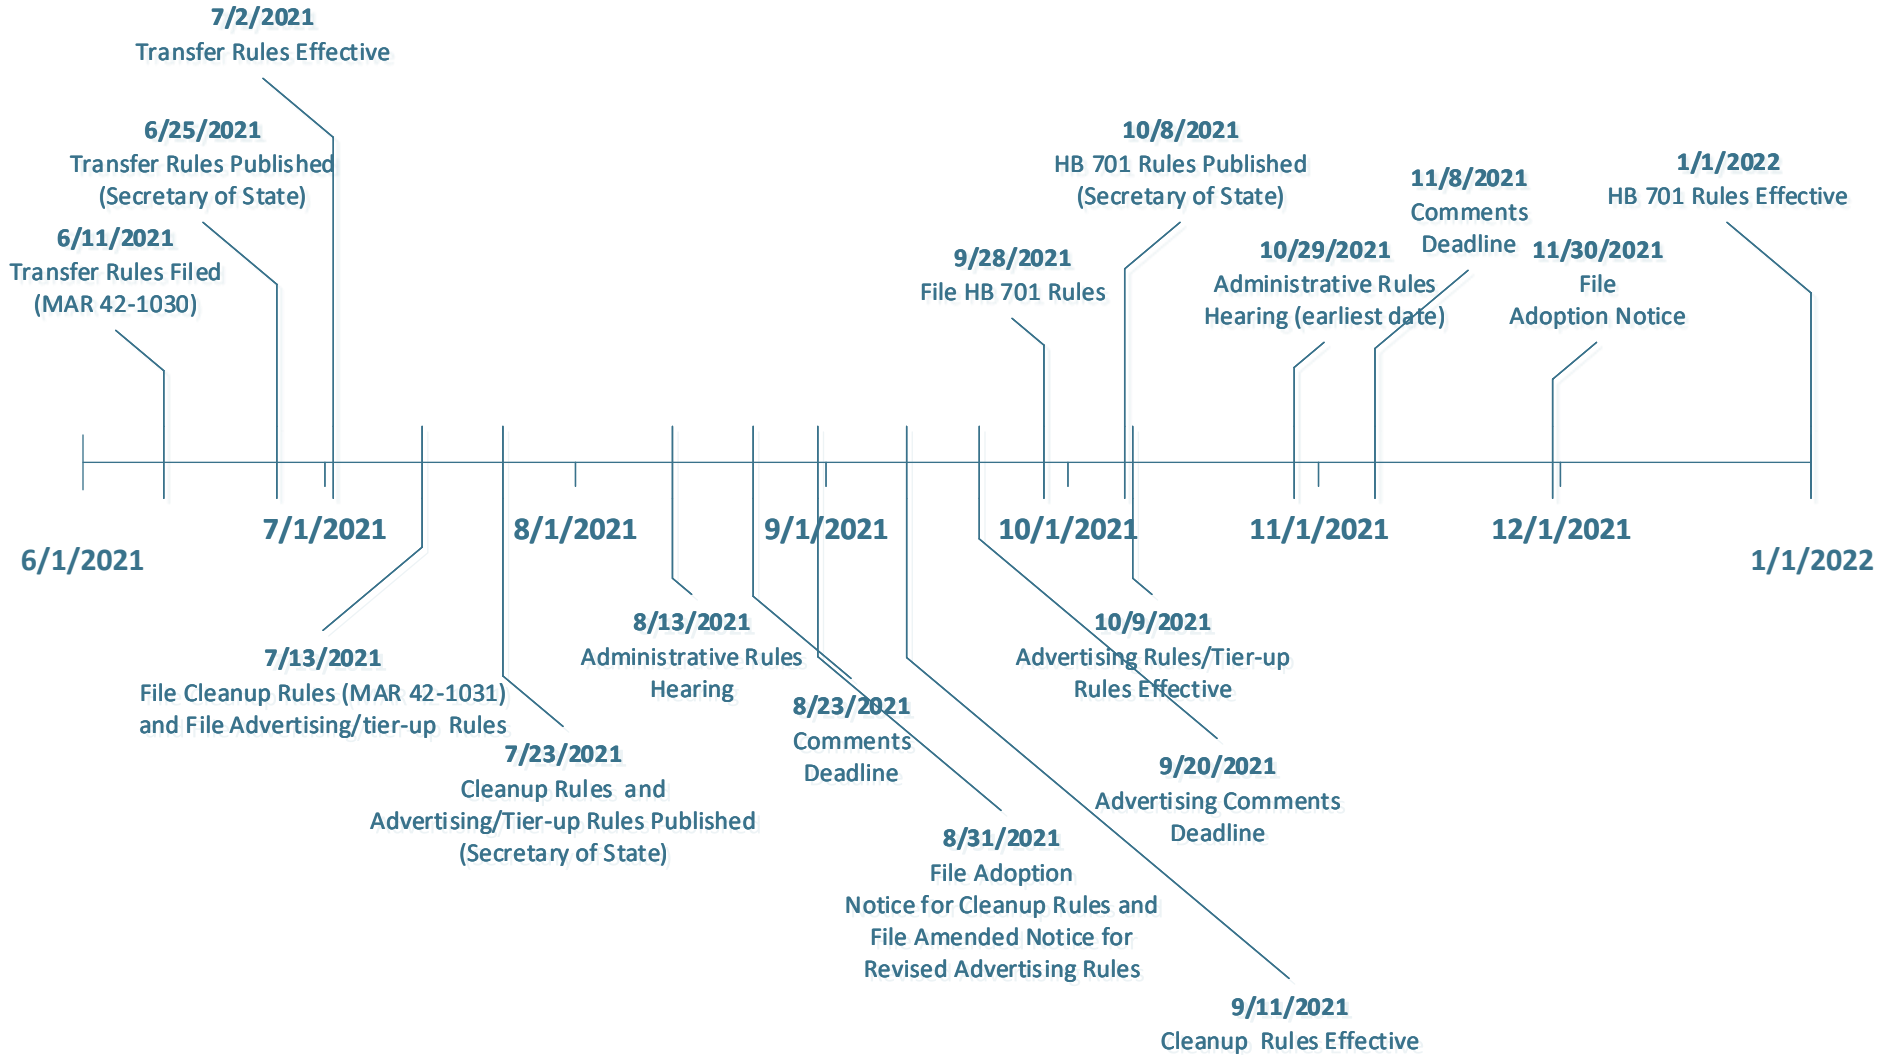 7/2/2021
Transfer Rules Effective
6/25/2021
Transfer Rules Published
(Secretary of State)
6/11/2021
Transfer Rules Filed
(MAR 42-1030)
9/28/2021
File HB 701 Rules
10/8/2021
HB 701 Rules Published
(Secretary of State)
10/29/2021
Administrative Rules
Hearing (earliest date)
11/8/2021
Comments
Deadline
11/30/2021
File
Adoption Notice
1/1/2022
HB 701 Rules Effective
6/1/2021
7/1/2021
8/1/2021
9/1/2021
10/1/2021
11/1/2021
12/1/2021
1/1/2022
7/13/2021
File Cleanup Rules (MAR 42-1031)
and File Advertising/tier-up Rules
7/23/2021
Cleanup Rules and
Advertising/Tier-up Rules Published
(Secretary of State)
8/13/2021
Administrative Rules
Hearing
8/23/2021
Comments
Deadline
8/31/2021
File Adoption
Notice for Cleanup Rules and
File Amended Notice for
Revised Advertising Rules
10/9/2021
Advertising Rules/Tier-up
Rules Effective
9/20/2021
Advertising Comments
Deadline
9/11/2021
Cleanup Rules Effective